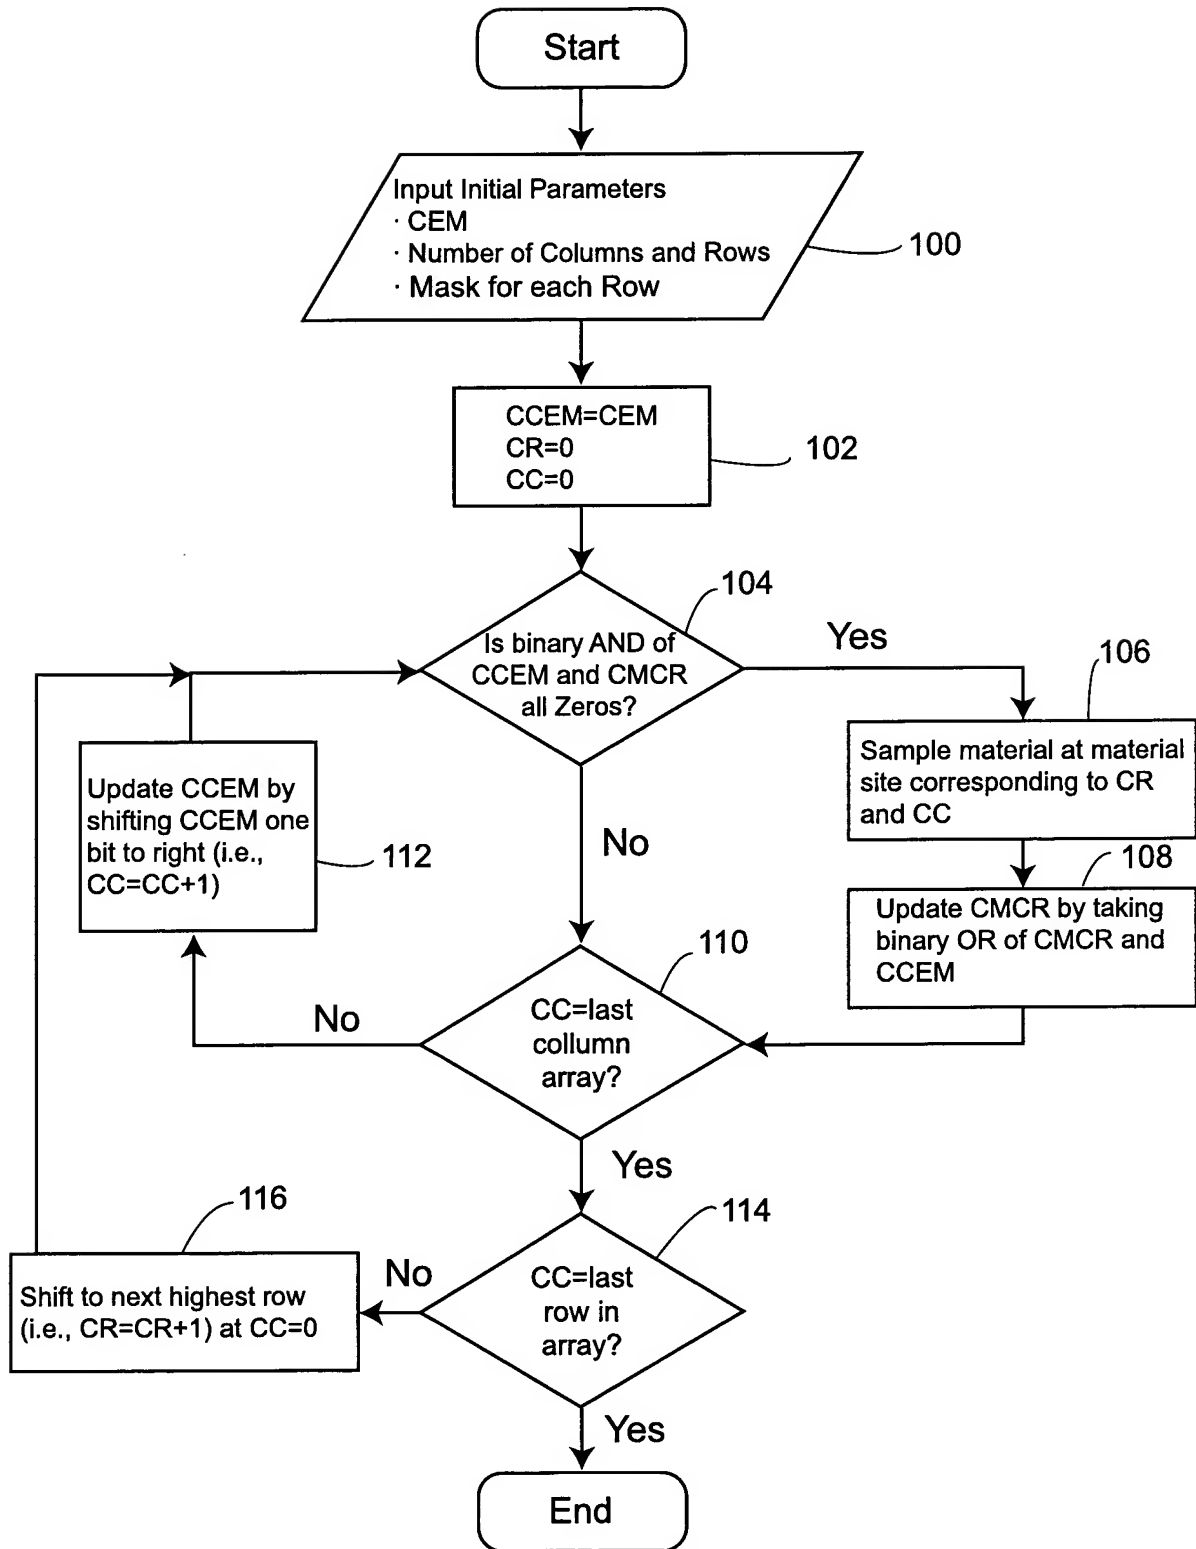 Start
Input Initial Parameters
· CEM
· Number of Columns and Rows
· Mask for each Row
100
CCEM=CEM
CR=0
CC=0
102
104
Is binary AND of
CCEM and CMCR
all Zeros?
Yes
106
Sample material at material
site corresponding to CR
and CC
Update CCEM by
shifting CCEM one
bit to right (i.e.,
CC=CC+1)
112
No
108
Update CMCR by taking
binary OR of CMCR and
CCEM
110
CC=last
collumn
array?
No
Yes
116
114
Shift to next highest row
(i.e., CR=CR+1) at CC=0
No
CC=last
row in
array?
Yes
End